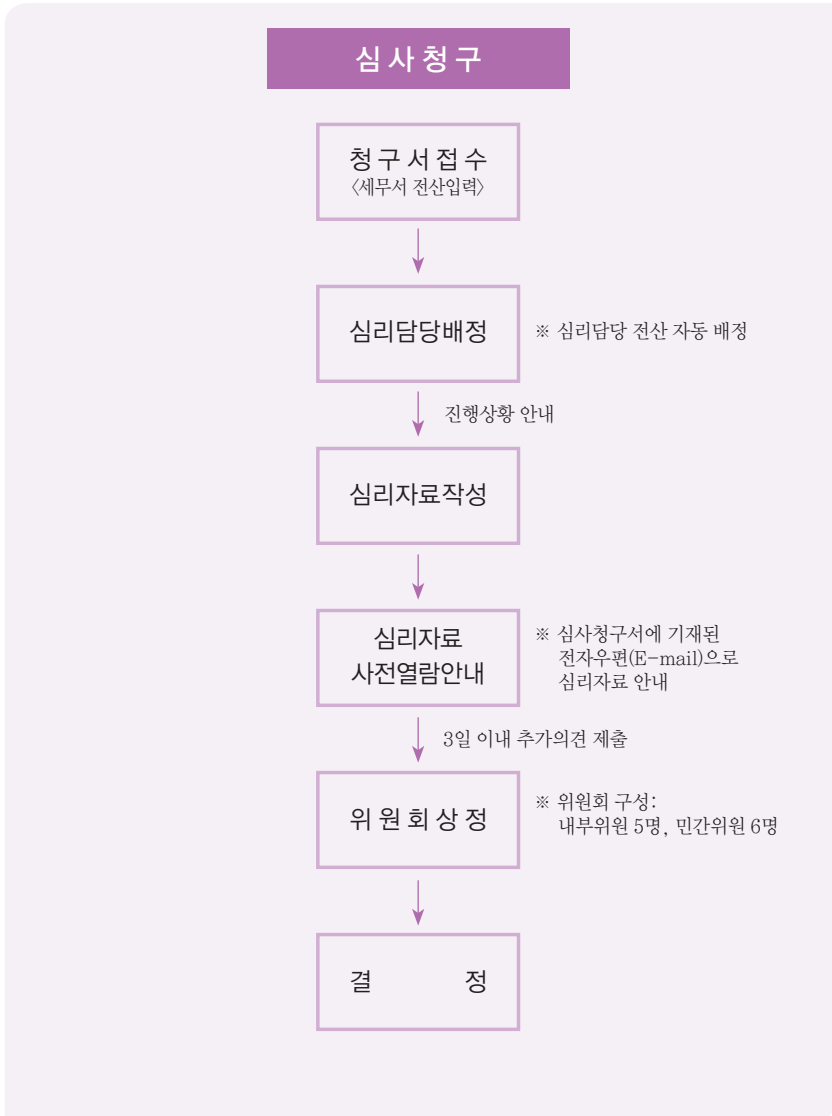 심사청구
청구서접수
〈세무서 전산입력〉
심리담당배정
※ 심리담당 전산 자동 배정
진행상황 안내
심리자료작성
심리자료
사전열람안내
※ 심사청구서에 기재된
전자우편(E-mail)으로
심리자료 안내
3일 이내 추가의견 제출
위원회상정
※ 위원회 구성:
내부위원 5명, 민간위원 6명
결 정